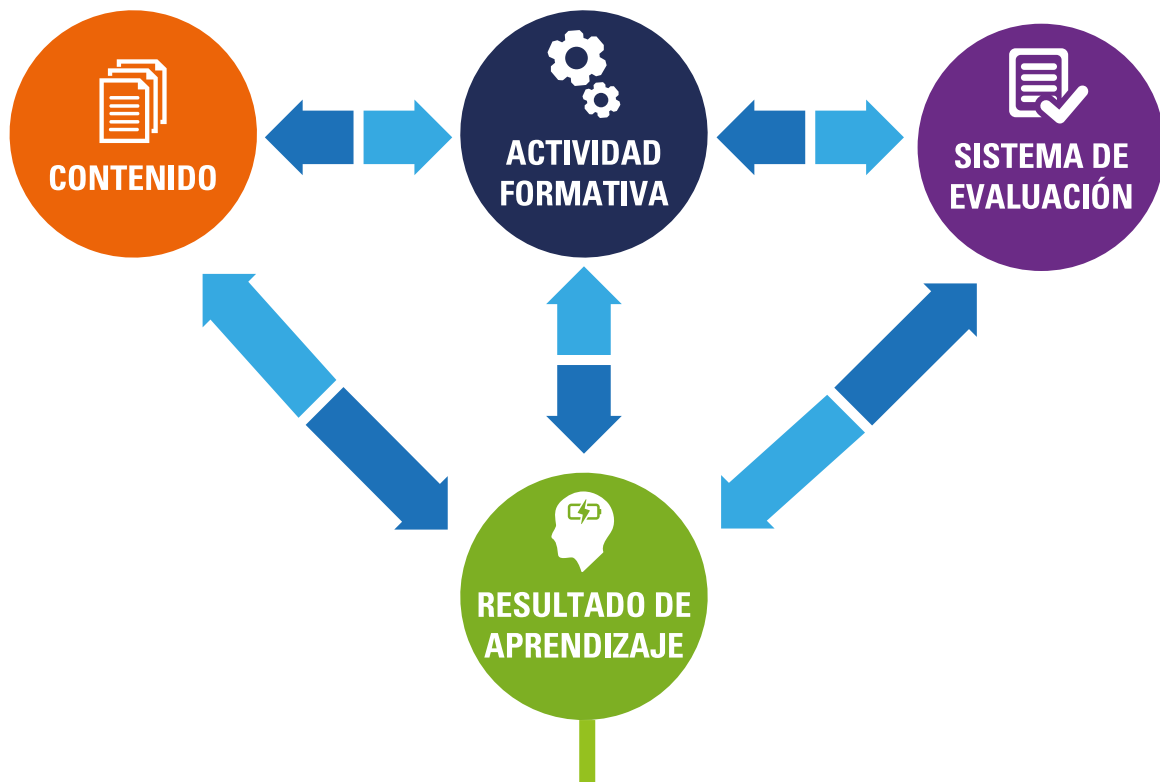 CONTENIDO
ACTIVIDAD
FORMATIVA
SISTEMA DE
EVALUACIÓN
RESULTADO DE
APRENDIZAJE